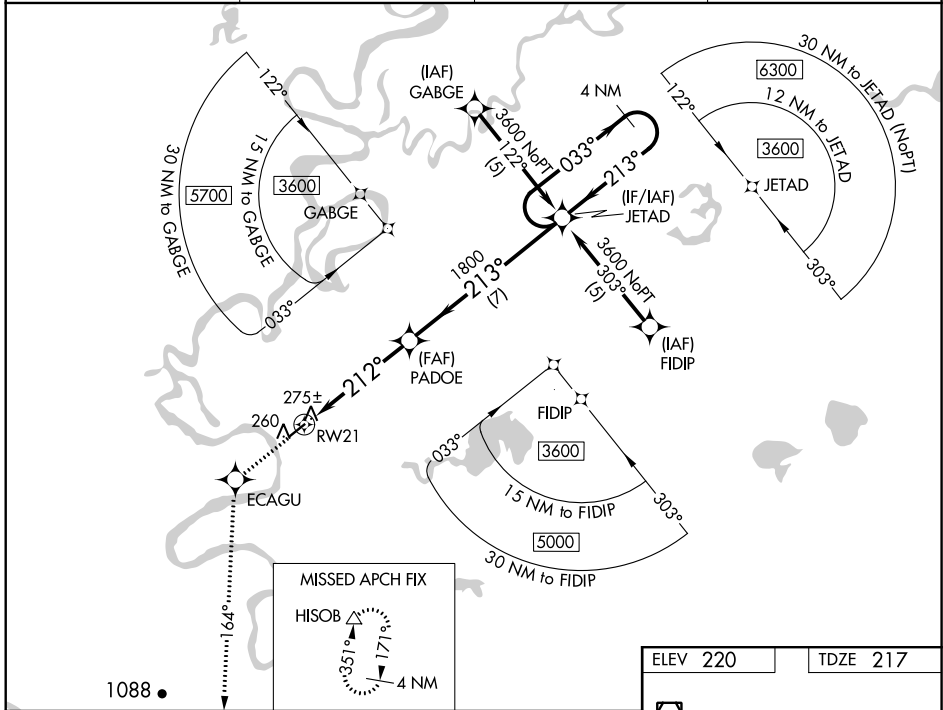 (IAF)
GABGE
4 NM
3600 NoPT
122°
(5)
033°
213°
(IF/IAF)
JETAD
3600 NoPT
303°
(5)
(IAF)
FIDIP
1800
213°
(7)
(FAF)
PADOE
212°
275±
260
RW21
ECAGU
164°
1088
122°
30 NM to GABGE
5700
15 NM to GABGE
3600
GABGE
033°
30 NM to JETAD (NoPT)
6300
12 NM to JETAD
122°
3600
JETAD
303°
FIDIP
033°
3600
15 NM to FIDIP
303°
5000
30 NM to FIDIP
MISSED APCH FIX
HISOB
351°
171°
4 NM
ELEV 220
TDZE 217
D